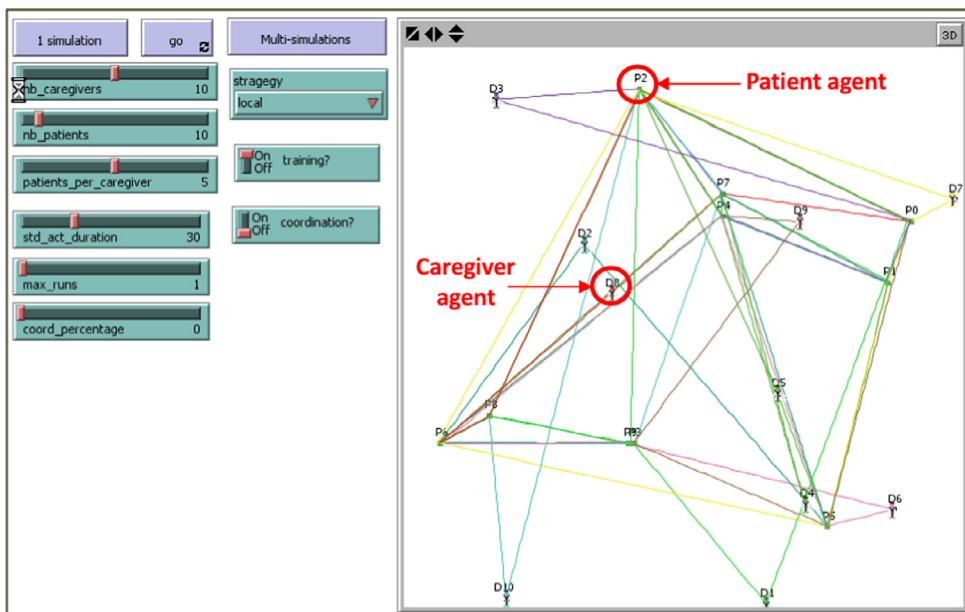 1 simulation
go
Multi-simulations
nb_caregivers
10
nb_patients
10
patients_per_caregiver
5
std_act_duration
30
max_runs
1
coord_percentage
0
stragegy
local
On
Off
training?
On
Off
coordination?
3D
P2
Patient agent
D3
P7
D7
P4
D9
P0
D2
Caregiver
agent
P1
D5
P8
D4
D6
P5
D10
D1